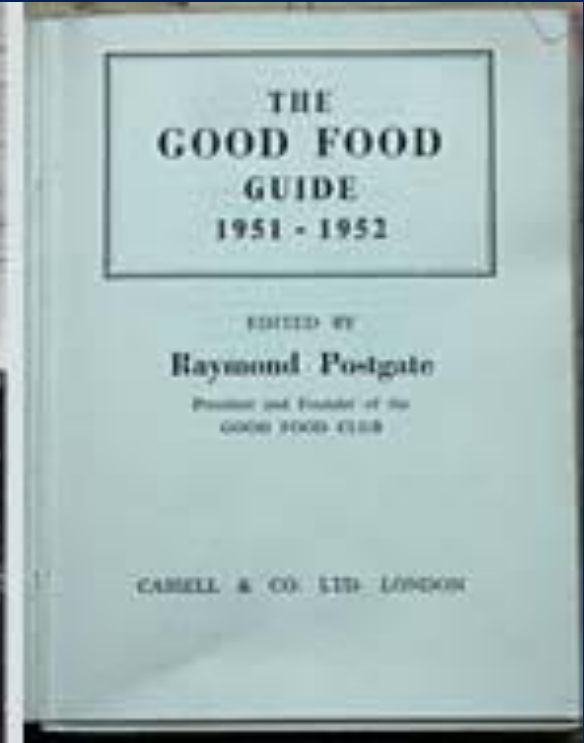 THE
GOOD FOOD
GUIDE
1951 - 1952
EDITED BY
Raymond Postgate
President and Founder of the
GOOD FOOD CLUB
CASSELL & CO. LTD. LONDON